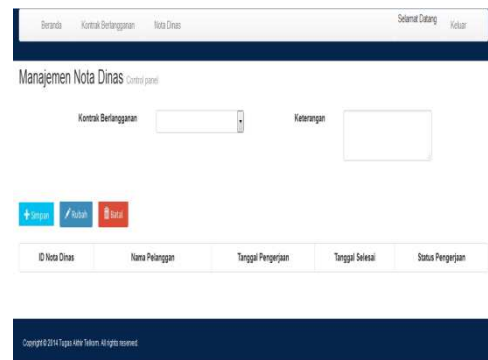 Beranda Kontrak Berlangganan Nota Dinas Selamat Datang Keluar
Manajemen Nota Dinas Control panel
Kontrak Berlangganan Keterangan
Simpan Rubah Batal
ID Nota Dinas Nama Pelanggan Tanggal Pengerjaan Tanggal Selesai Status Pengerjaan
Copyright © 2014 Tugas Akhir Telkom. All rights reserved.